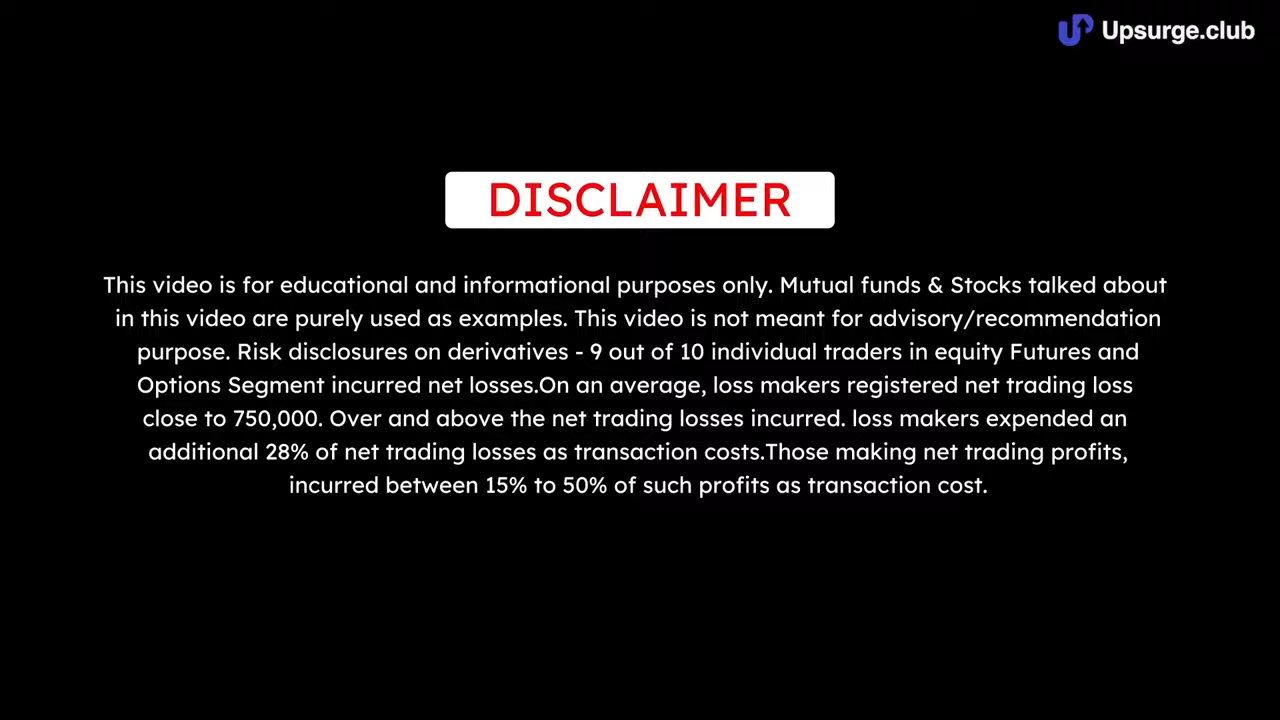 Upsurge.club
DISCLAIMER
This video is for educational and informational purposes only. Mutual funds & Stocks talked about
in this video are purely used as examples. This video is not meant for advisory/recommendation
purpose. Risk disclosures on derivatives - 9 out of 10 individual traders in equity Futures and
Options Segment incurred net losses.On an average, loss makers registered net trading loss
close to 750,000. Over and above the net trading losses incurred. loss makers expended an
additional 28% of net trading losses as transaction costs.Those making net trading profits,
incurred between 15% to 50% of such profits as transaction cost.